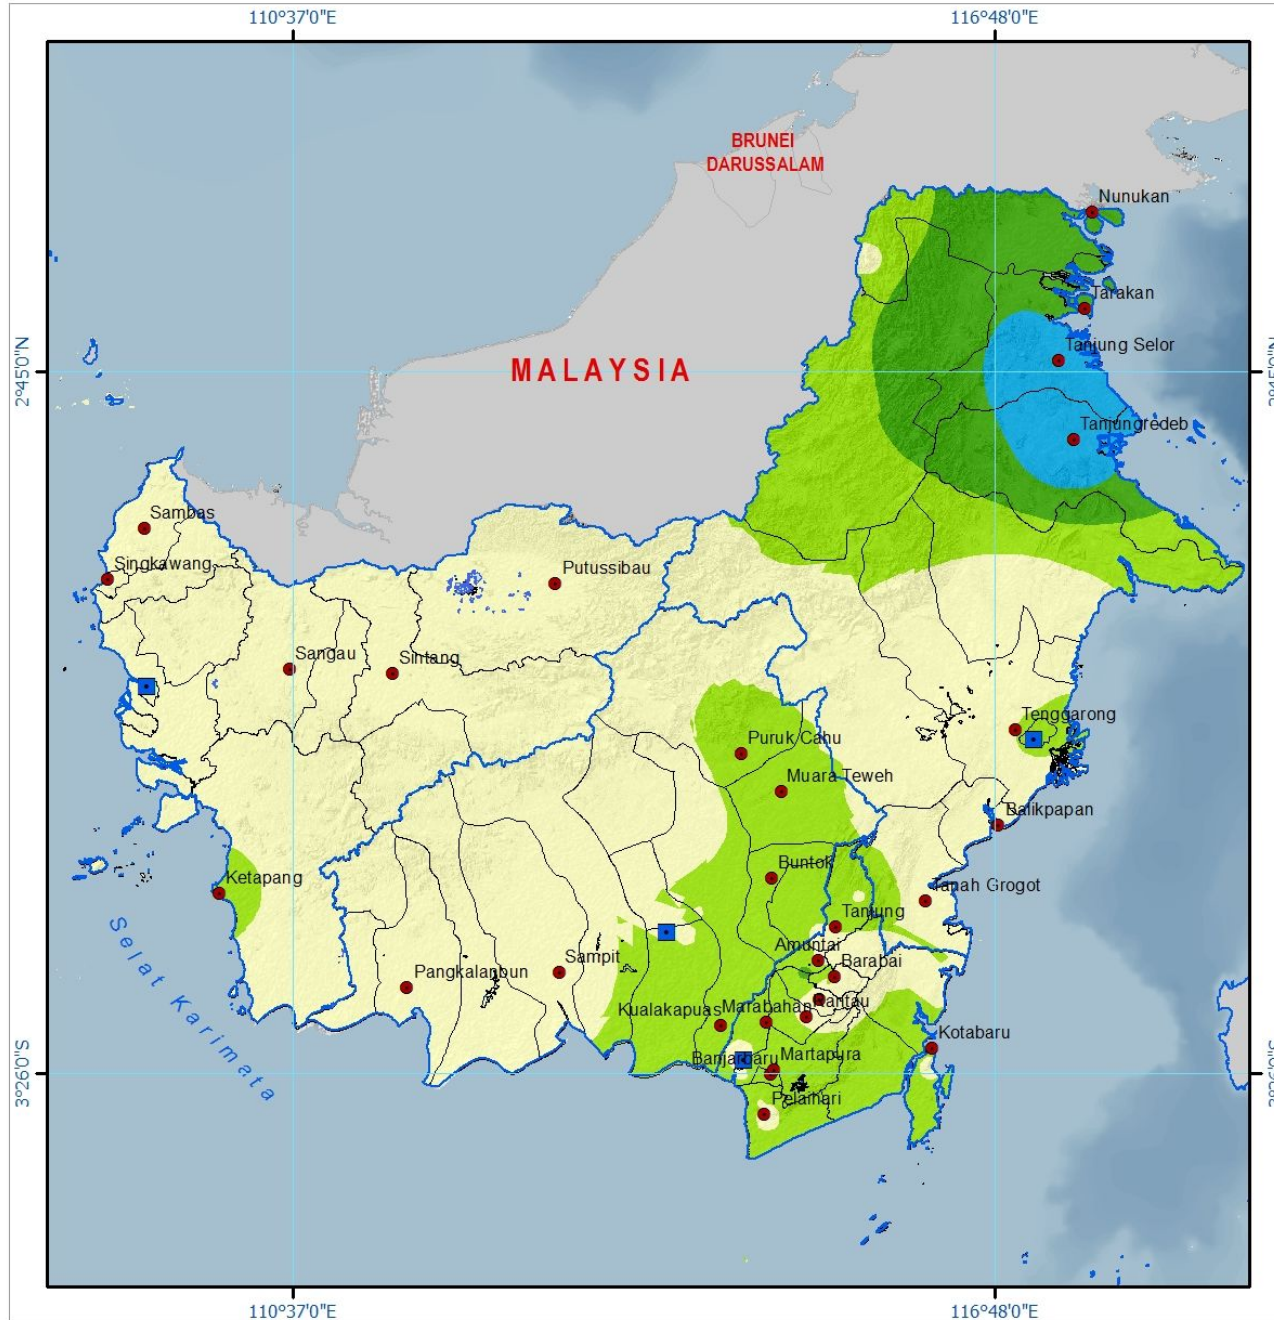 110°37'0"E 116°48'0"E
BRUNEI
DARUSSALAM
Nunukan
Tarakan
Tanjung Selor
2°45'0"N
MALAYSIA
Tanjungredeb
Sambas
Singkawang
Putussibau
Sangau
Sintang
Tenggarong
Puruk Cahu
Muara Teweh
Balikpapan
Buntok
Ketapang
Tanah Grogot
Tanjung
Selat Karimata
Amuntai
Sampit
Barabai
Pangkalanbun
Rantau
Kualakapuas
Marabahan
Kotabaru
Banjarbaru
Martapura
3°26'0"S
Pelaihari
110°37'0"E 116°48'0"E